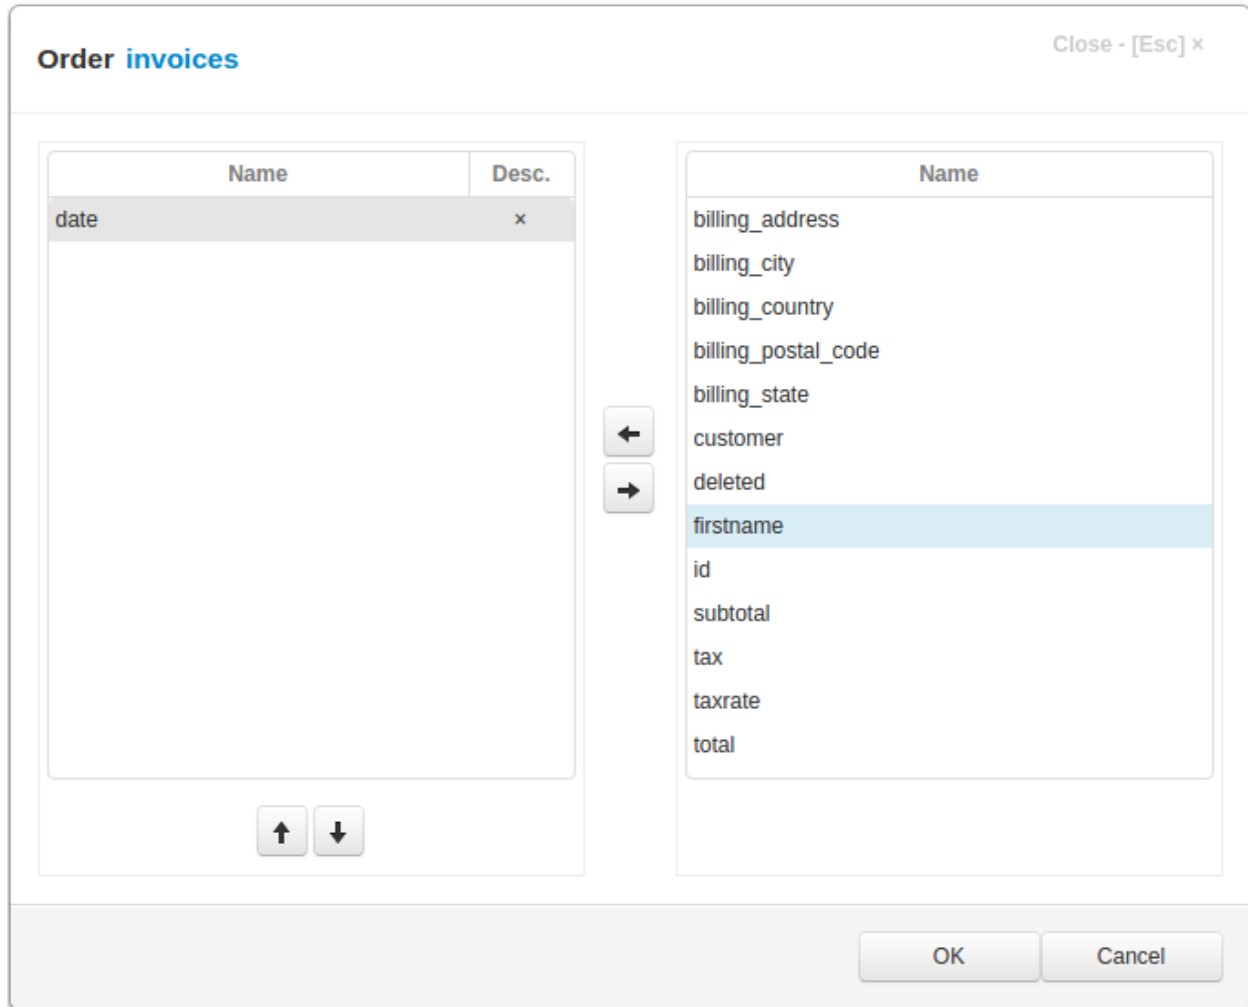 Order invoices
Close - [Esc] ×
Name Desc.
date ×
Name
billing_address
billing_city
billing_country
billing_postal_code
billing_state
customer
deleted
firstname
id
subtotal
tax
taxrate
total
OK Cancel